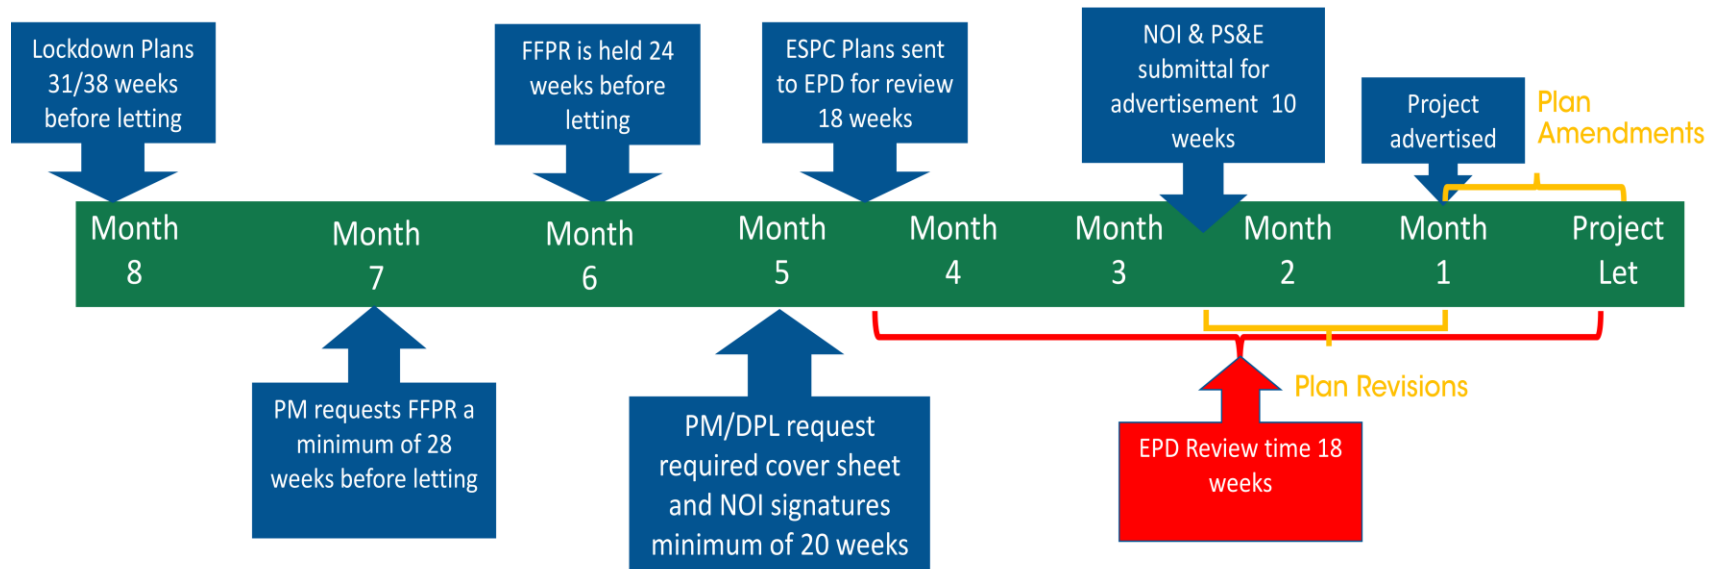 Lockdown Plans
31/38 weeks
before letting
FFPR is held 24
weeks before
letting
ESPC Plans sent
to EPD for review
18 weeks
NOI & PS&E
submittal for
advertisement 10
weeks
Project
advertised
Plan
Amendments
Month
8
Month
7
Month
6
Month
5
Month
4
Month
3
Month
2
Month
1
Project
Let
PM requests FFPR a
minimum of 28
weeks before letting
PM/DPL request
required cover sheet
and NOI signatures
minimum of 20 weeks
Plan Revisions
EPD Review time 18
weeks